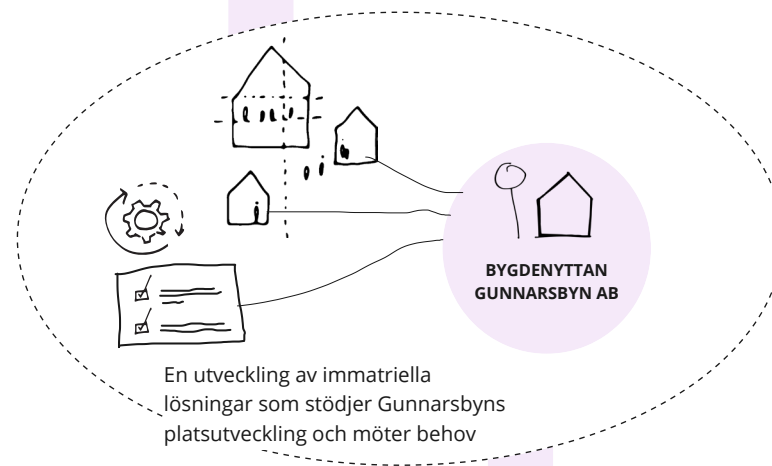 BYGDENYTTAN
GUNNARSBYN AB
En utveckling av immatriella
lösningar som stödjer Gunnarsbyns
platsutveckling och möter behov